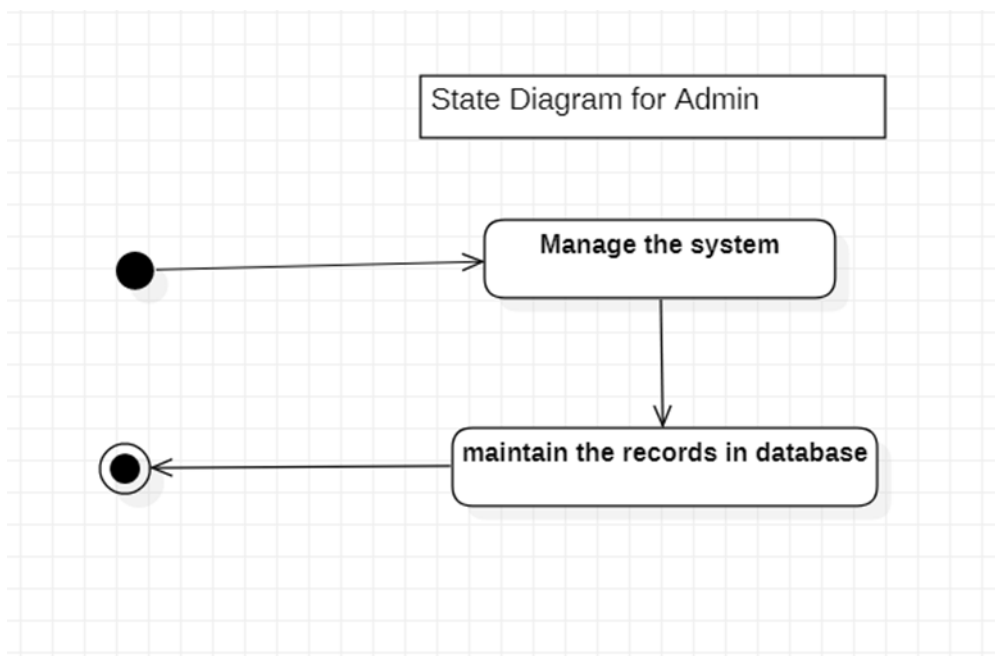 State Diagram for Admin
Manage the system
maintain the records in database